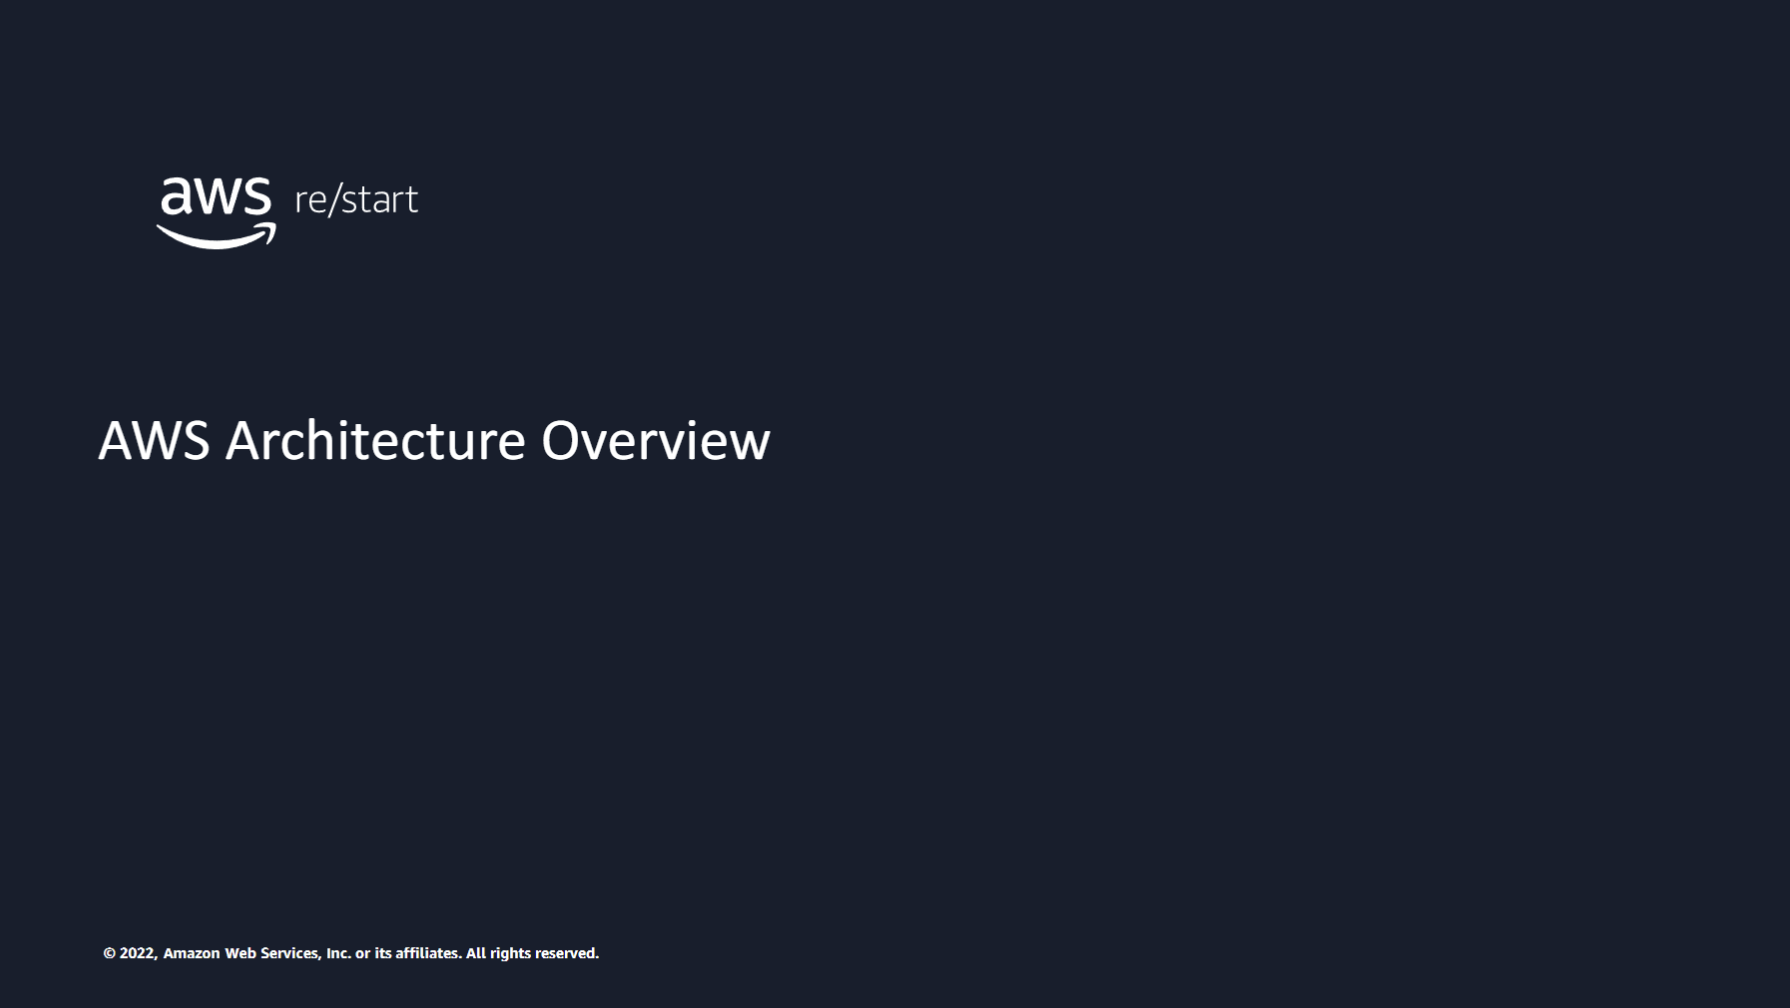 aws re/start
AWS Architecture Overview
© 2022, Amazon Web Services, Inc. or its affiliates. All rights reserved.